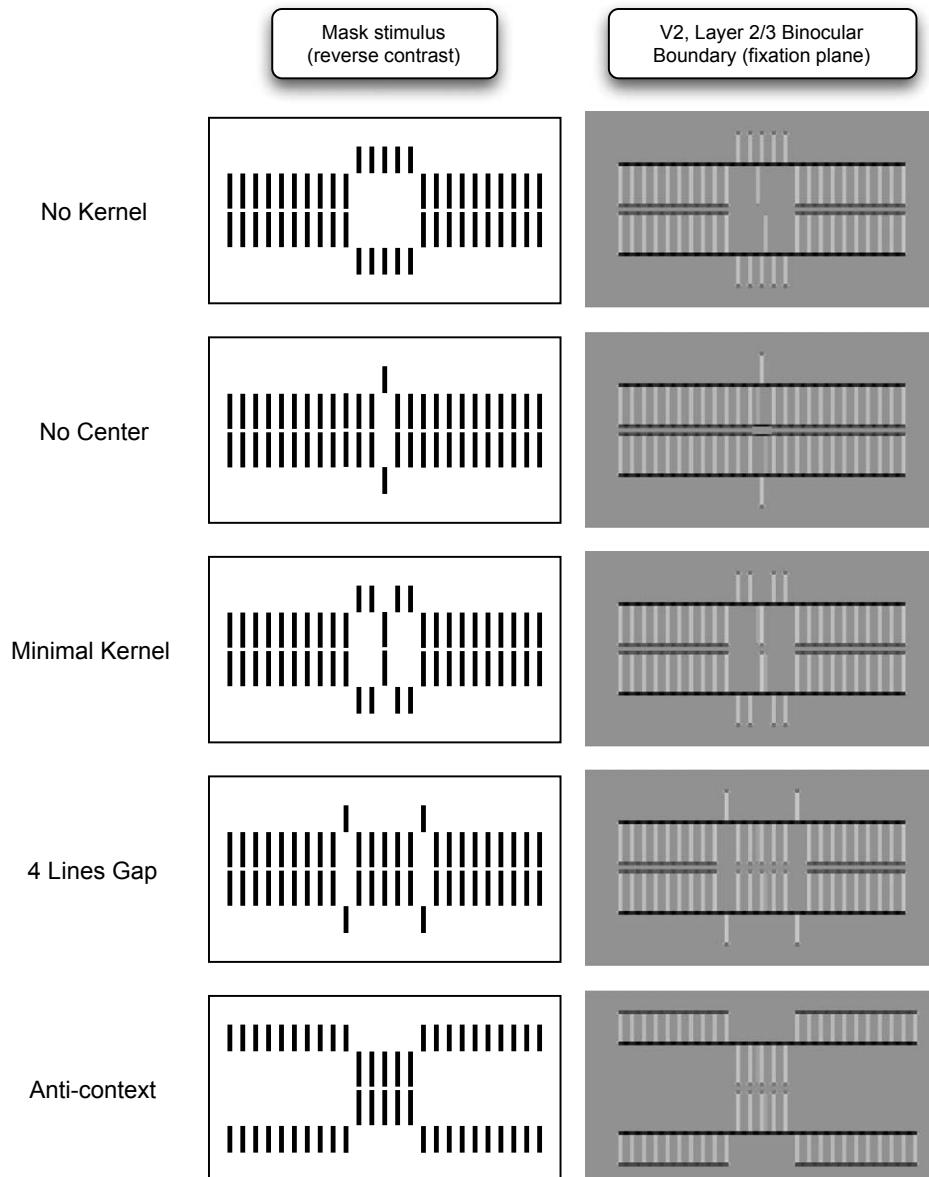 Mask stimulus
(reverse contrast)
V2, Layer 2/3 Binocular
Boundary (fixation plane)
No Kernel
No Center
Minimal Kernel
4 Lines Gap
Anti-context